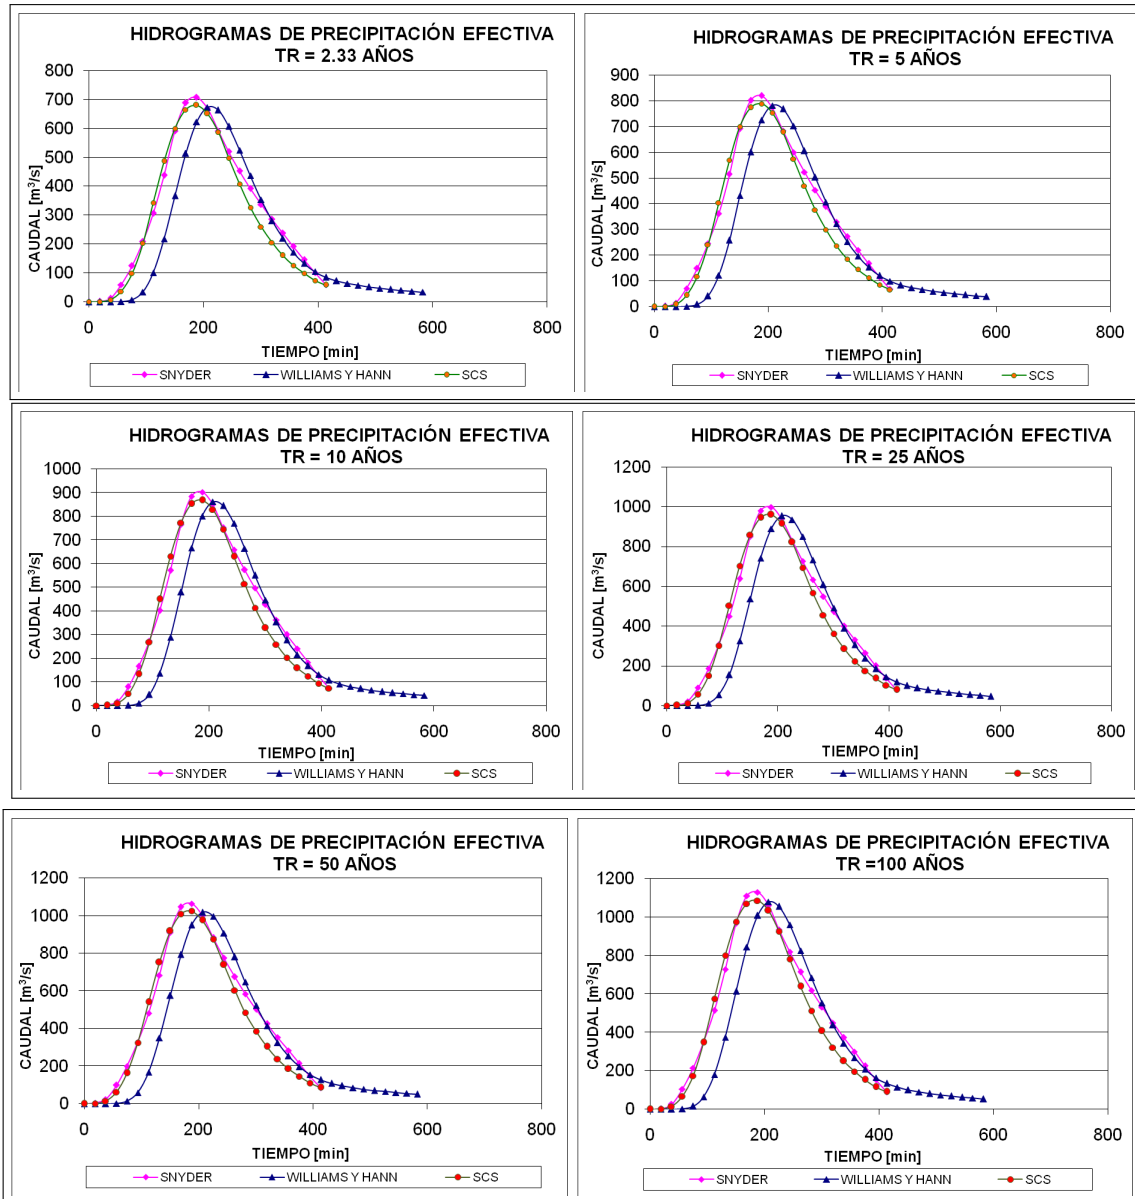 HIDROGRAMAS DE PRECIPITACIÓN EFECTIVA
TR = 2.33 AÑOS
CAUDAL [m³/s]
800
700
600
500
400
300
200
100
0
0 200 400 600 800
TIEMPO [min]
SNYDER WILLIAMS Y HANN SCS
HIDROGRAMAS DE PRECIPITACIÓN EFECTIVA
TR = 5 AÑOS
CAUDAL [m³/s]
900
800
700
600
500
400
300
200
100
0
0 200 400 600 800
TIEMPO [min]
SNYDER WILLIAMS Y HANN SCS
HIDROGRAMAS DE PRECIPITACIÓN EFECTIVA
TR = 10 AÑOS
CAUDAL [m³/s]
1000
900
800
700
600
500
400
300
200
100
0
0 200 400 600 800
TIEMPO [min]
SNYDER WILLIAMS Y HANN SCS
HIDROGRAMAS DE PRECIPITACIÓN EFECTIVA
TR = 25 AÑOS
CAUDAL [m³/s]
1200
1000
800
600
400
200
0
0 200 400 600 800
TIEMPO [min]
SNYDER WILLIAMS Y HANN SCS
HIDROGRAMAS DE PRECIPITACIÓN EFECTIVA
TR = 50 AÑOS
CAUDAL [m³/s]
1200
1000
800
600
400
200
0
0 200 400 600 800
TIEMPO [min]
SNYDER WILLIAMS Y HANN SCS
HIDROGRAMAS DE PRECIPITACIÓN EFECTIVA
TR =100 AÑOS
CAUDAL [m³/s]
1200
1000
800
600
400
200
0
0 200 400 600 800
TIEMPO [min]
SNYDER WILLIAMS Y HANN SCS